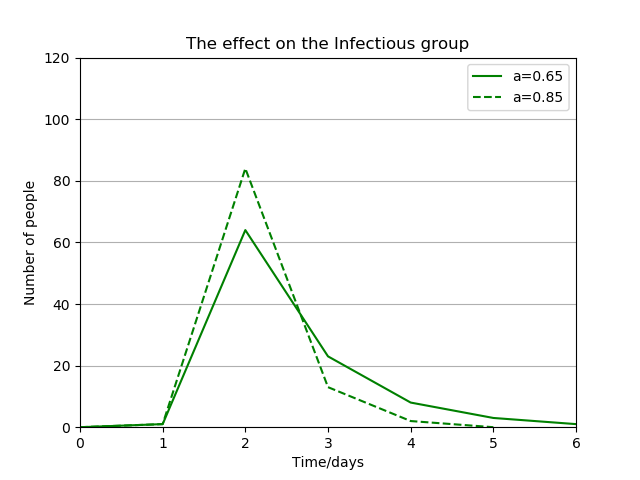 The effect on the Infectious group
120
100
80
60
40
20
0
Number of people
a=0.65
a=0.85
0 1 2 3 4 5 6
Time/days